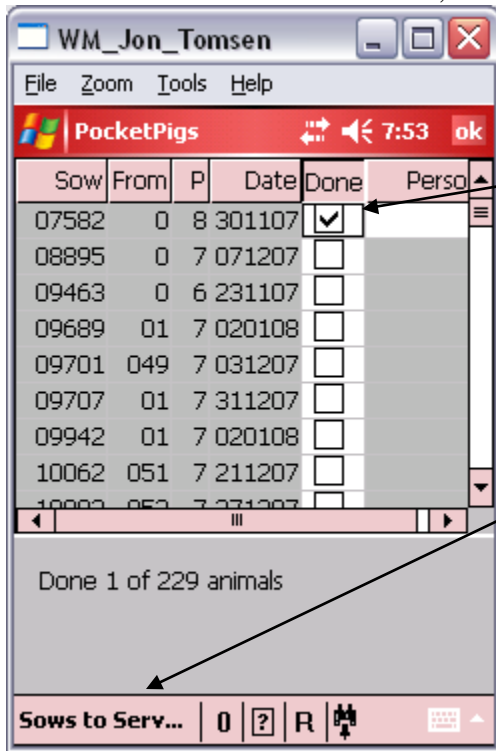 WM_Jon_Tomsen
File Zoom Tools Help
PocketPigs 7:53 ok
Sow From P Date Done Perso
07582 0 8 301107
08895 0 7 071207
09463 0 6 231107
09689 01 7 020108
09701 049 7 031207
09707 01 7 311207
09942 01 7 020108
10062 051 7 211207
Done 1 of 229 animals
Sows to Serv... 0 ? R